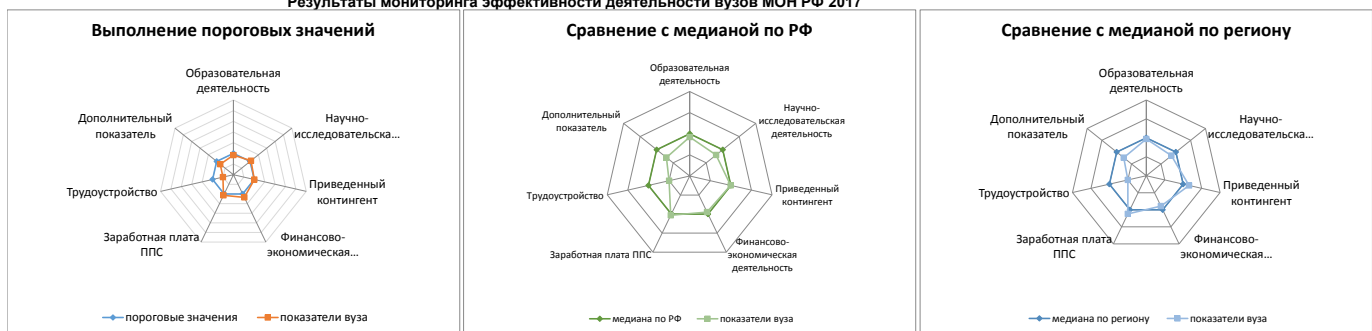 Результаты мониторинга эффективности деятельности вузов МОН РФ 2017
Выполнение пороговых значений
Образовательная
деятельность
Научно-
исследовательска...
Приведенный
контингент
Финансово-
экономическая...
Заработная плата
ППС
Трудоустройство
Дополнительный
показатель
пороговые значения
показатели вуза
Сравнение с медианой по РФ
Образовательная
деятельность
Научно-
исследовательская
деятельность
Приведенный
контингент
Финансово-
экономическая
деятельность
Заработная плата ППС
Трудоустройство
Дополнительный
показатель
медиана по РФ
показатели вуза
Сравнение с медианой по региону
Образовательная
деятельность
Научно-
исследовательска...
Приведенный
контингент
Финансово-
экономическая...
Заработная плата
ППС
Трудоустройство
Дополнительный
показатель
медиана по региону
показатели вуза